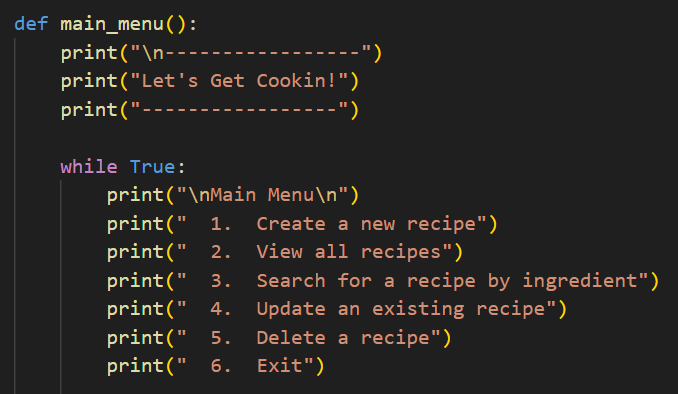 def main_menu():
    print("\n-----------------")
    print("Let's Get Cookin!")
    print("-----------------")
    while True:
        print("\nMain Menu\n")
        print("  1.  Create a new recipe")
        print("  2.  View all recipes")
        print("  3.  Search for a recipe by ingredient")
        print("  4.  Update an existing recipe")
        print("  5.  Delete a recipe")
        print("  6.  Exit")